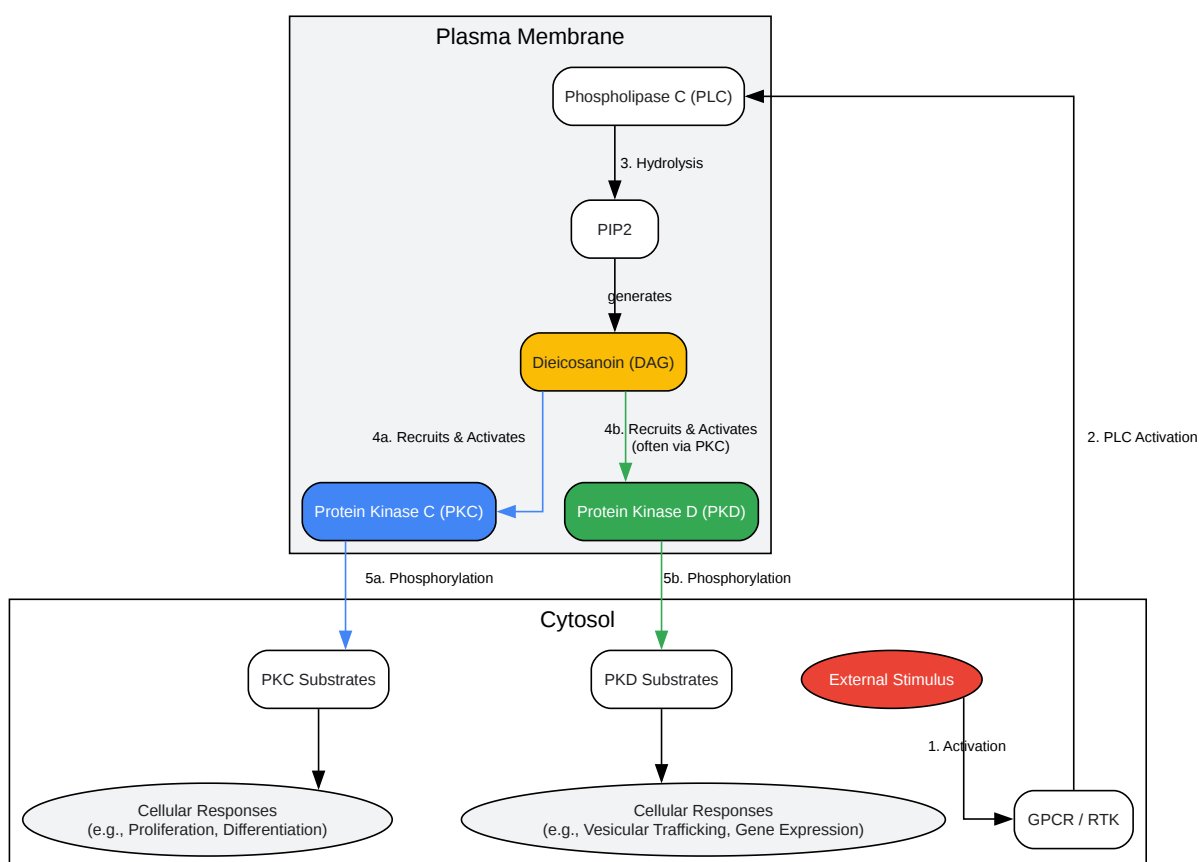 Plasma Membrane
Phospholipase C (PLC)
3. Hydrolysis
PIP2
generates
Dieicosanoin (DAG)
4a. Recruits & Activates
4b. Recruits & Activates
(often via PKC)
2. PLC Activation
Protein Kinase C (PKC)
Protein Kinase D (PKD)
5a. Phosphorylation
5b. Phosphorylation
Cytosol
PKC Substrates
PKD Substrates
External Stimulus
1. Activation
Cellular Responses
(e.g., Proliferation, Differentiation)
Cellular Responses
(e.g., Vesicular Trafficking, Gene Expression)
GPCR / RTK